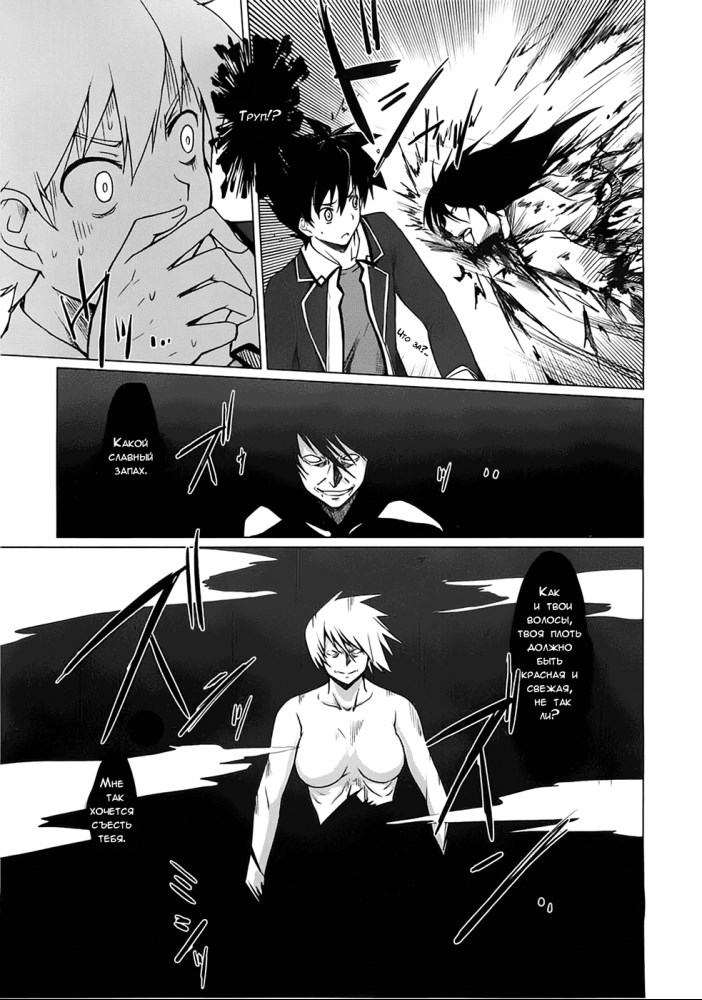 Труп!?
Что за?..
Какой
славный
запах.
Как
и твои
волосы,
твоя плоть
должно
быть
красная и
свежая,
не так
ли?
Мне
так
хочется
съесть
тебя.